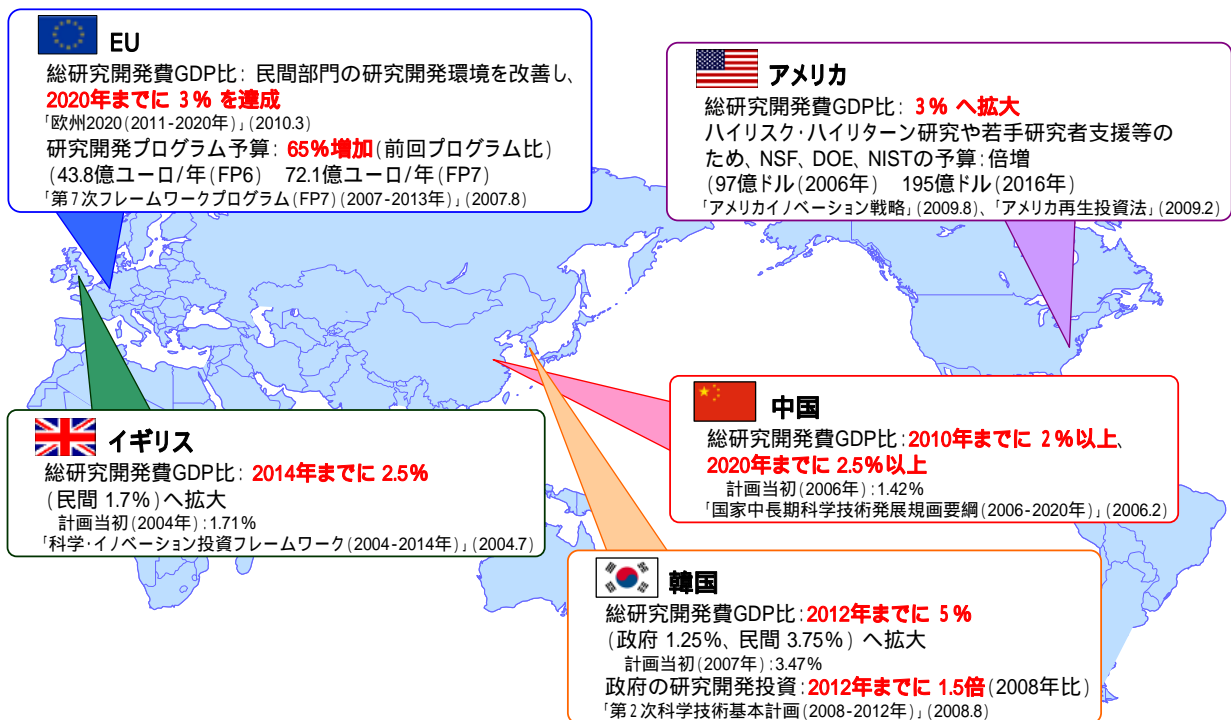 EU
総研究開発費GDP比: 民間部門の研究開発環境を改善し、
2020年までに 3% を達成
「欧州2020(2011-2020年)」(2010.3)
研究開発プログラム予算: 65%増加(前回プログラム比)
(43.8億ユーロ/年(FP6) 72.1億ユーロ/年(FP7)
「第7次フレームワークプログラム(FP7)(2007-2013年)」(2007.8)
アメリカ
総研究開発費GDP比: 3% へ拡大
ハイリスク・ハイリターン研究や若手研究者支援等の
ため、NSF、DOE、NISTの予算:倍増
(97億ドル(2006年) 195億ドル(2016年)
「アメリカイノベーション戦略」(2009.8)、「アメリカ再生投資法」(2009.2)
イギリス
総研究開発費GDP比: 2014年までに 2.5%
(民間 1.7%)へ拡大
計画当初(2004年):1.71%
「科学・イノベーション投資フレームワーク(2004-2014年)」(2004.7)
中国
総研究開発費GDP比:2010年までに 2%以上、
2020年までに 2.5%以上
計画当初(2006年):1.42%
「国家中長期科学技術発展規画要綱(2006-2020年)」(2006.2)
韓国
総研究開発費GDP比:2012年までに 5%
(政府 1.25%、民間 3.75%) へ拡大
計画当初(2007年):3.47%
政府の研究開発投資:2012年までに 1.5倍(2008年比)
「第2次科学技術基本計画(2008-2012年)」(2008.8)